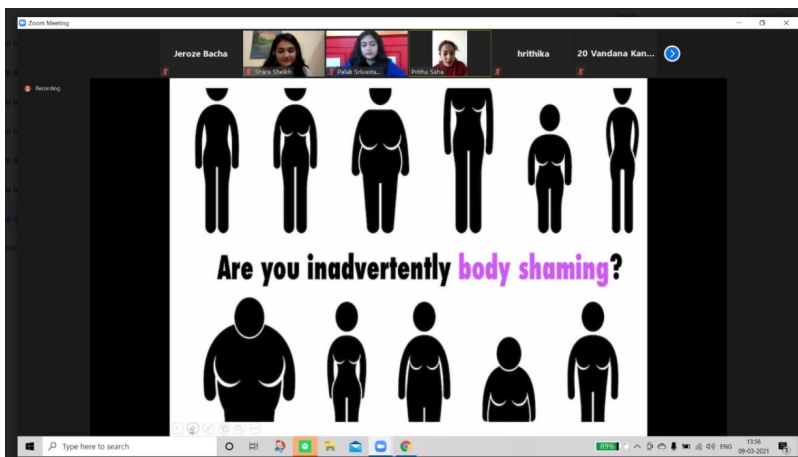 Zoom Meeting
Jeroze Bacha
Shara Sheikh
Palak Srivasta...
Pritha Saha
hrithika
20 Vandana Kan...
Recording
Are you inadvertently body shaming?
Type here to search
89%
ENG
13:56
09-03-2021